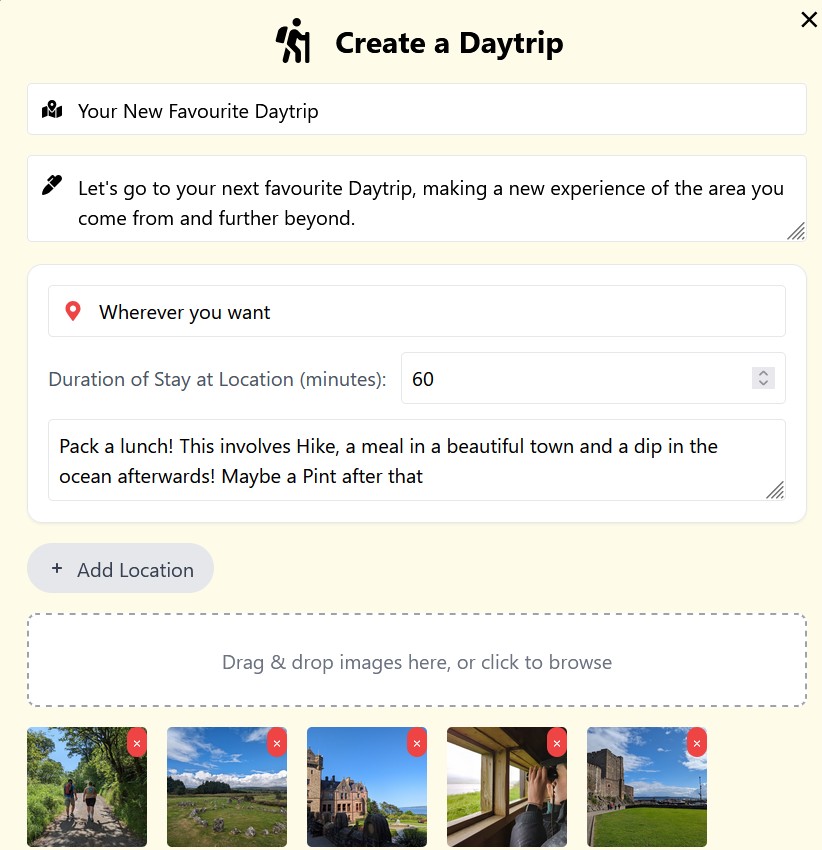 Create a Daytrip
Your New Favourite Daytrip
Let's go to your next favourite Daytrip, making a new experience of the area you
come from and further beyond.
Wherever you want
Duration of Stay at Location (minutes): 60
Pack a lunch! This involves Hike, a meal in a beautiful town and a dip in the
ocean afterwards! Maybe a Pint after that
+ Add Location
Drag & drop images here, or click to browse